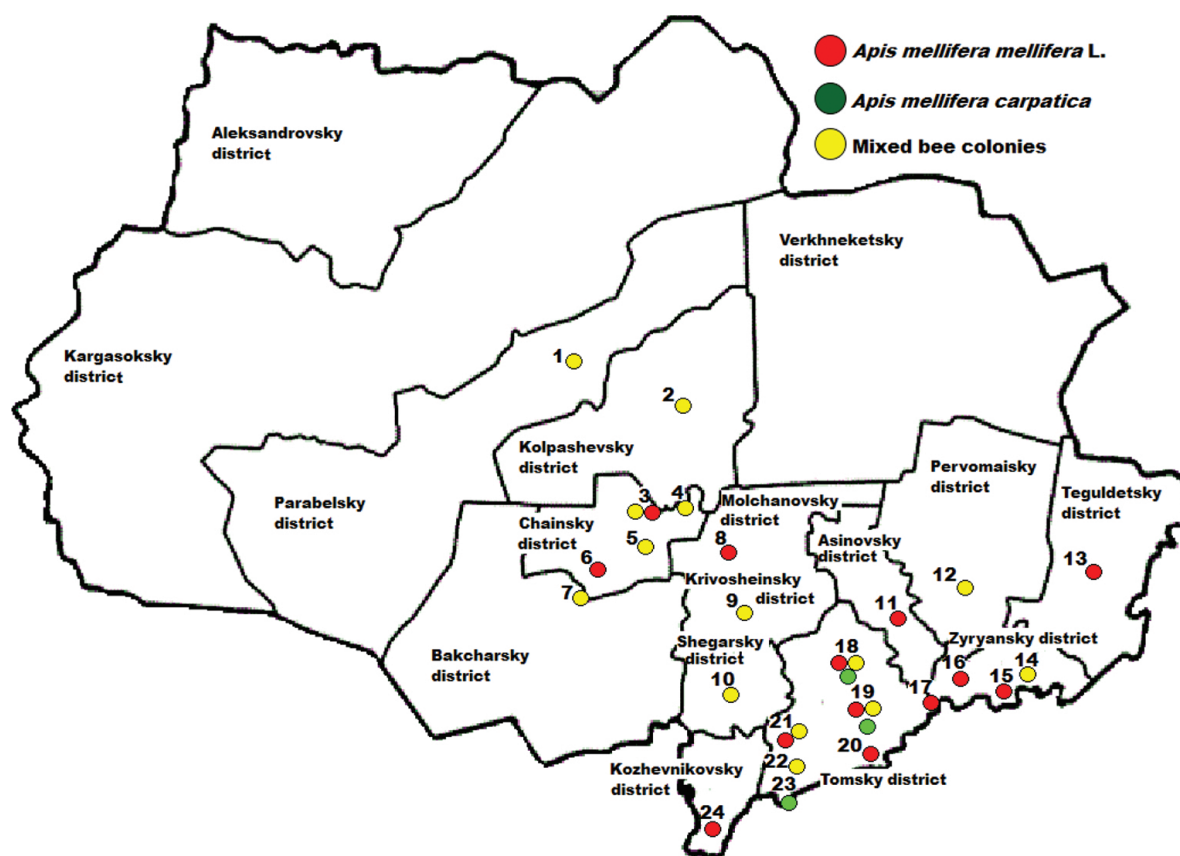 Apis mellifera mellifera L.
Apis mellifera carpatica
Mixed bee colonies
Aleksandrovsky
district
Verkhneketsky
district
Kargasoksky
district
1
2
Kolpashevsky
district
Pervomaisky
district
Parabelsky
district
Teguldetsky
district
3
4
Molchanovsky
district
Chainsky
district
Asinovsky
district
5
6
7
8
Krivosheinsky
district
9
11
12
13
Zyryansky district
Shegarsky
district
Bakcharsky
district
10
18
16
14
15
17
19
21
20
22
23
Kozhevnikovsky
district
Tomsky district
24